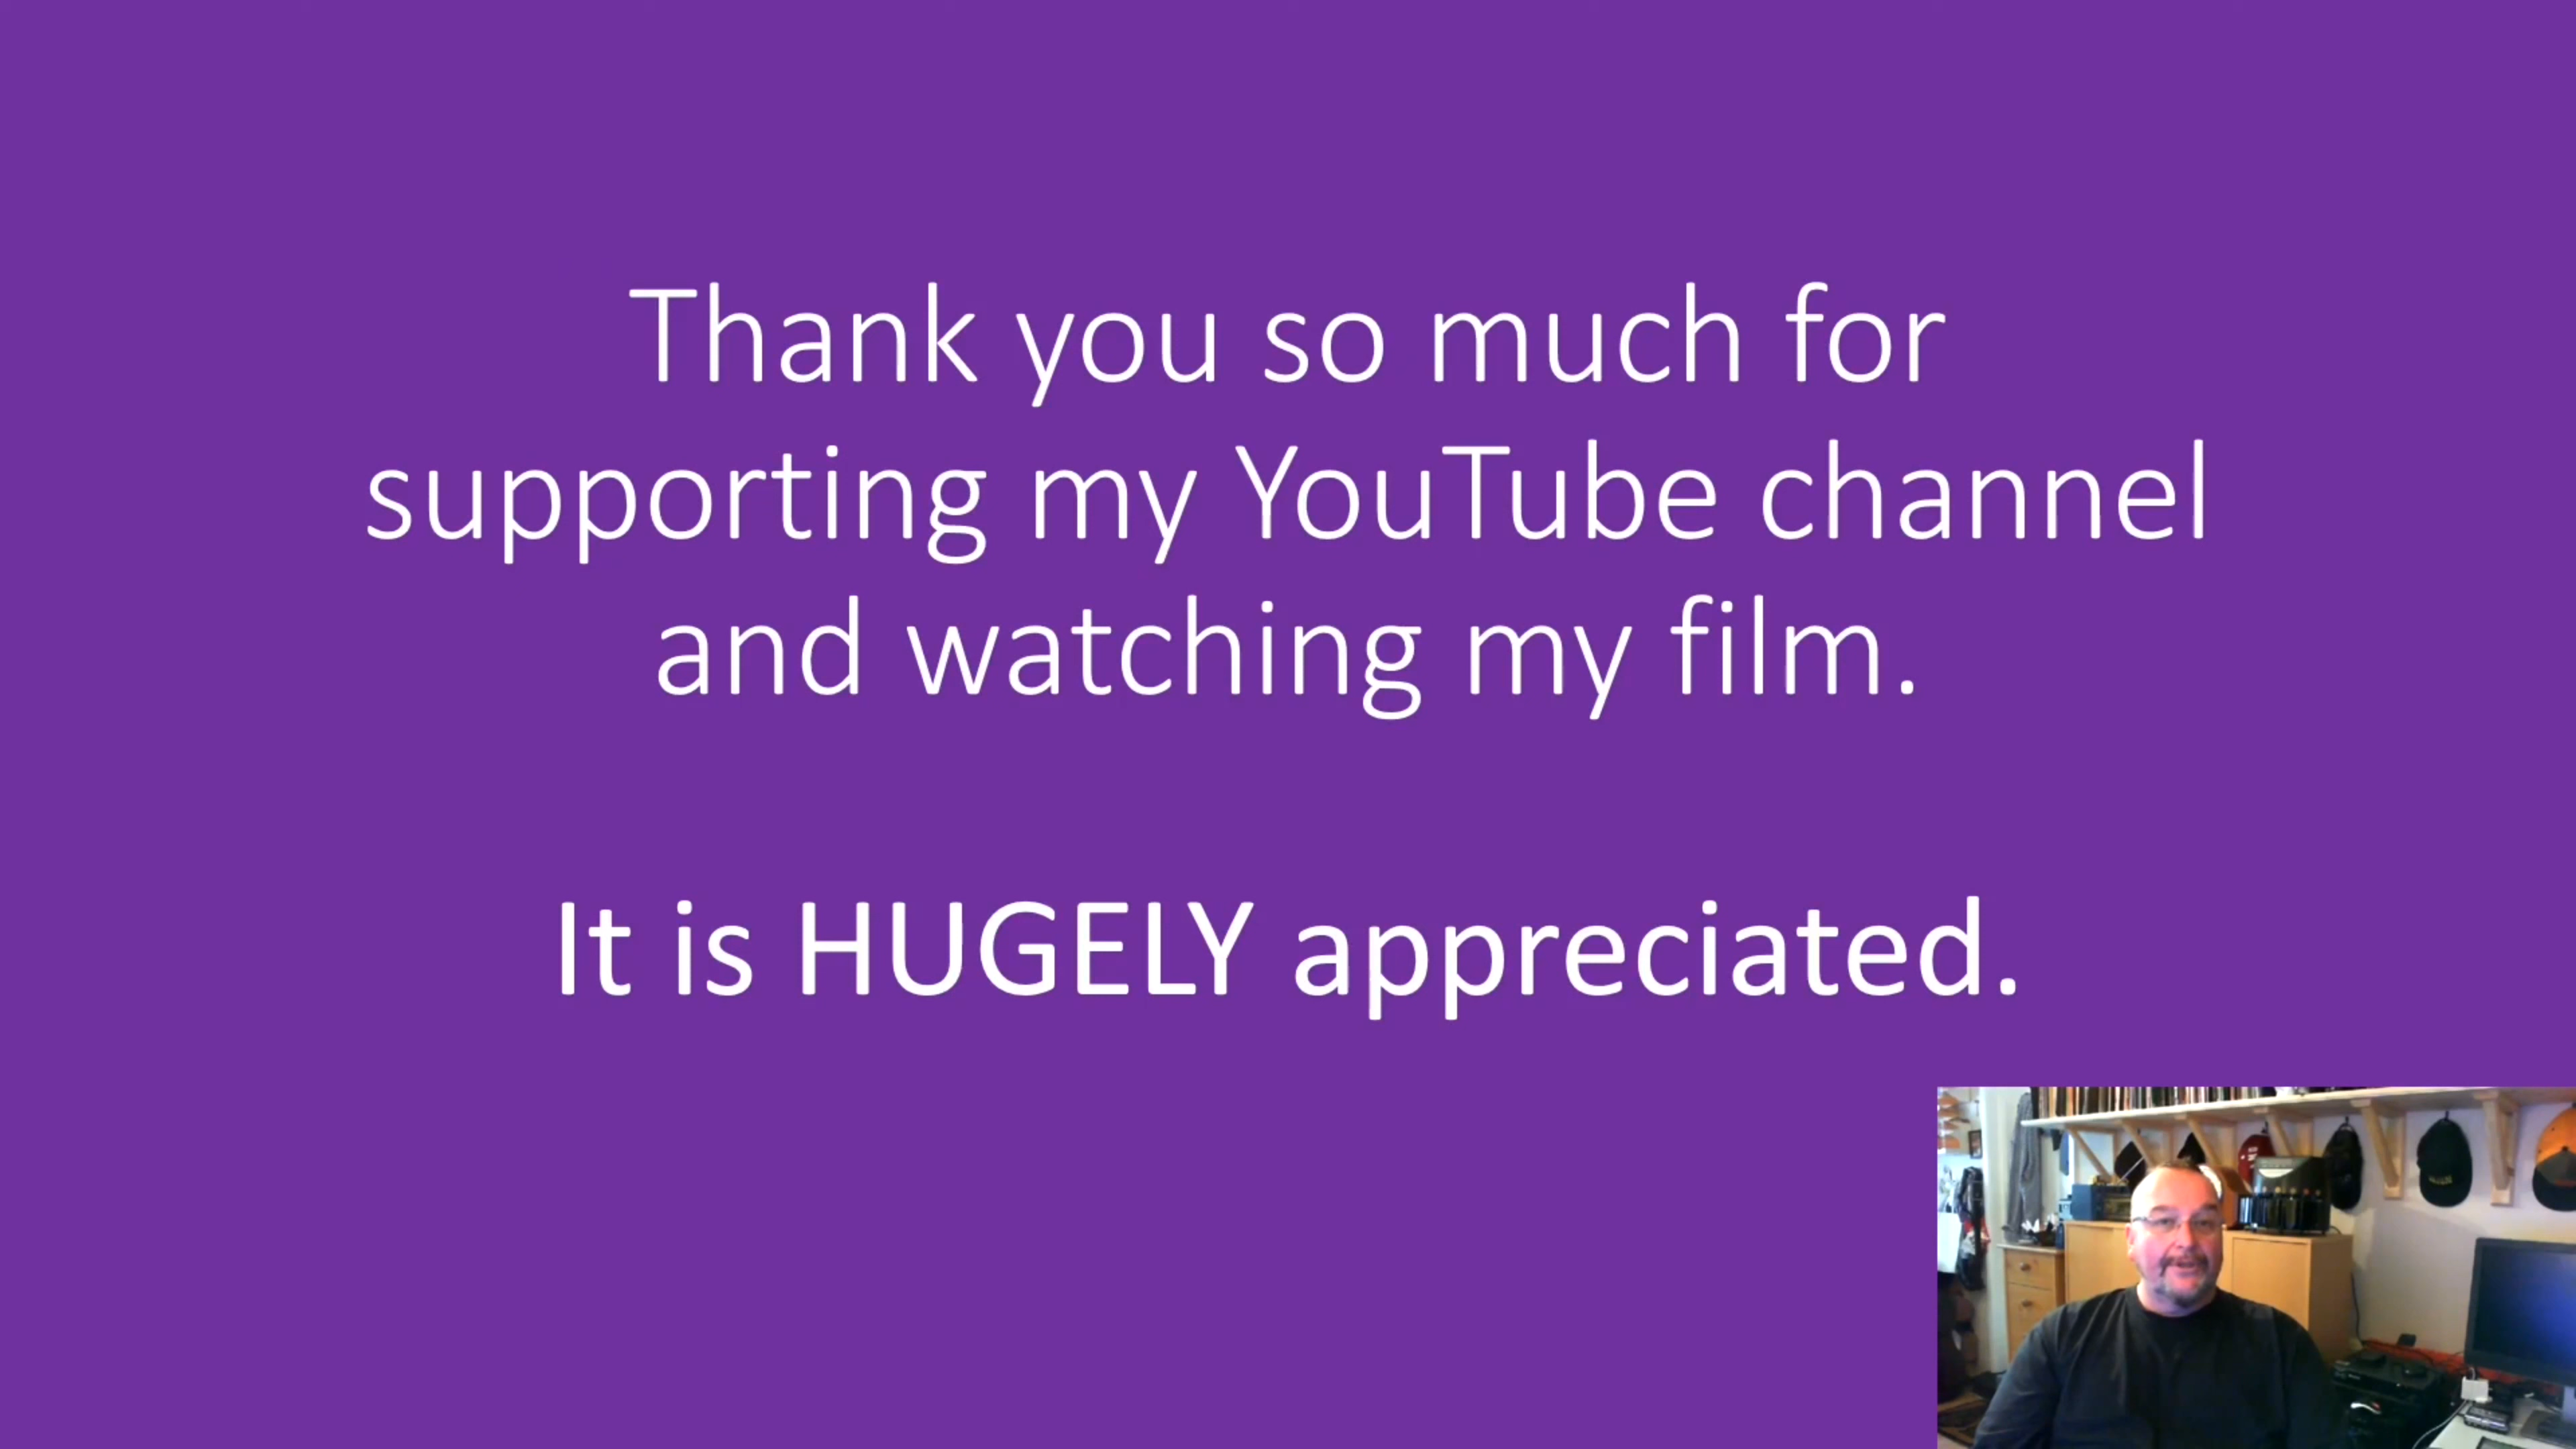 Thank you so much for
supporting my YouTube channel
and watching my film.
It is HUGELY appreciated.